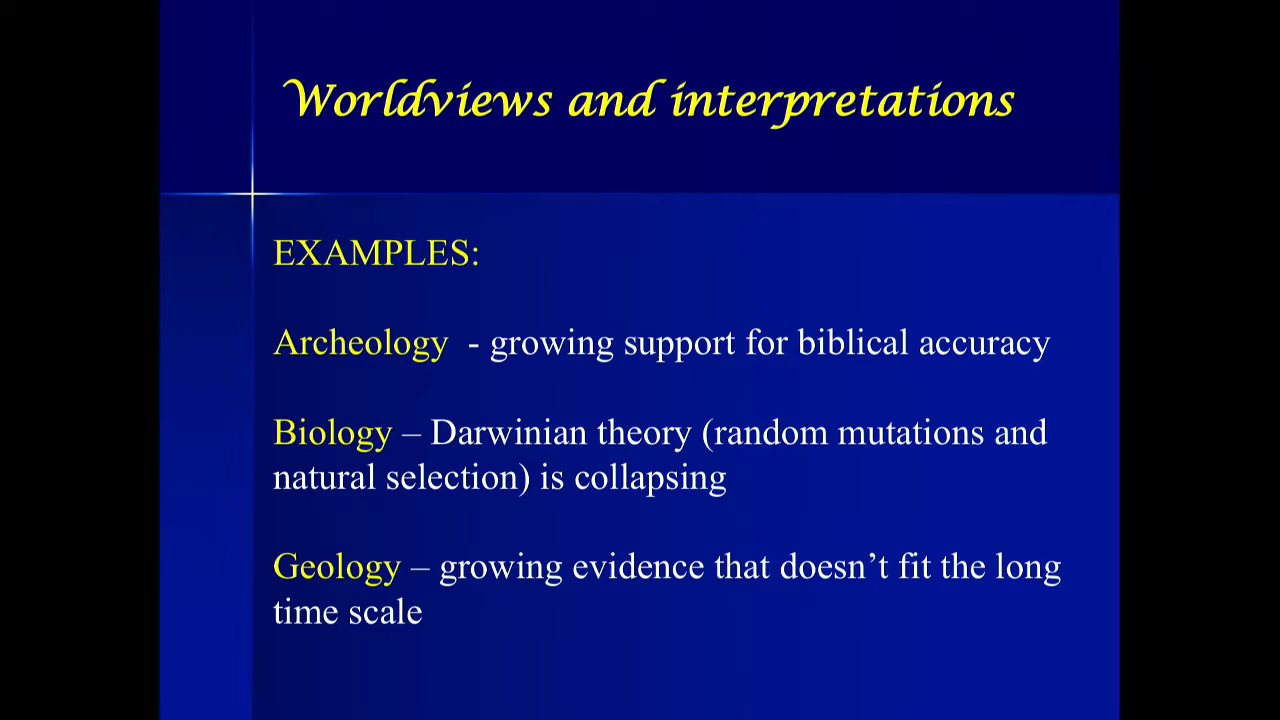 Worldviews and interpretations
EXAMPLES:
Archeology - growing support for biblical accuracy
Biology – Darwinian theory (random mutations and
natural selection) is collapsing
Geology – growing evidence that doesn’t fit the long
time scale